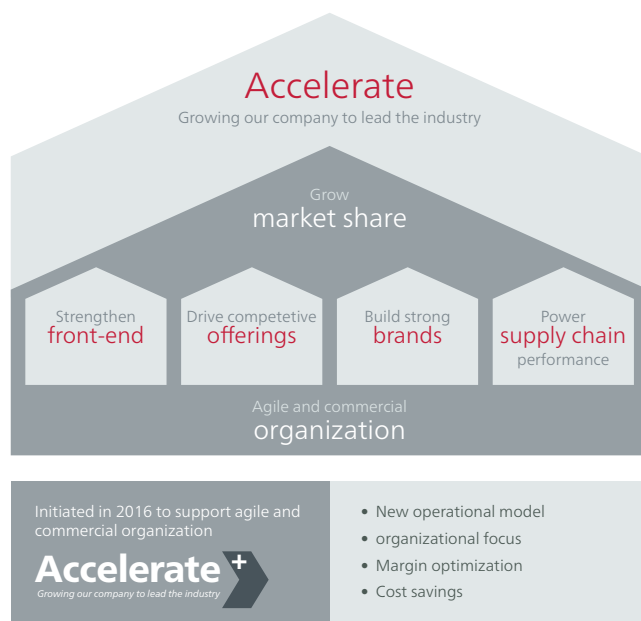 Accelerate
Growing our company to lead the industry
Grow
market share
Strengthen
front-end
Drive competetive
offerings
Build strong
brands
Power
supply chain
performance
Agile and commercial
organization
Initiated in 2016 to support agile and
commercial organization
Accelerate+
Growing our company to lead the industry
• New operational model
• organizational focus
• Margin optimization
• Cost savings